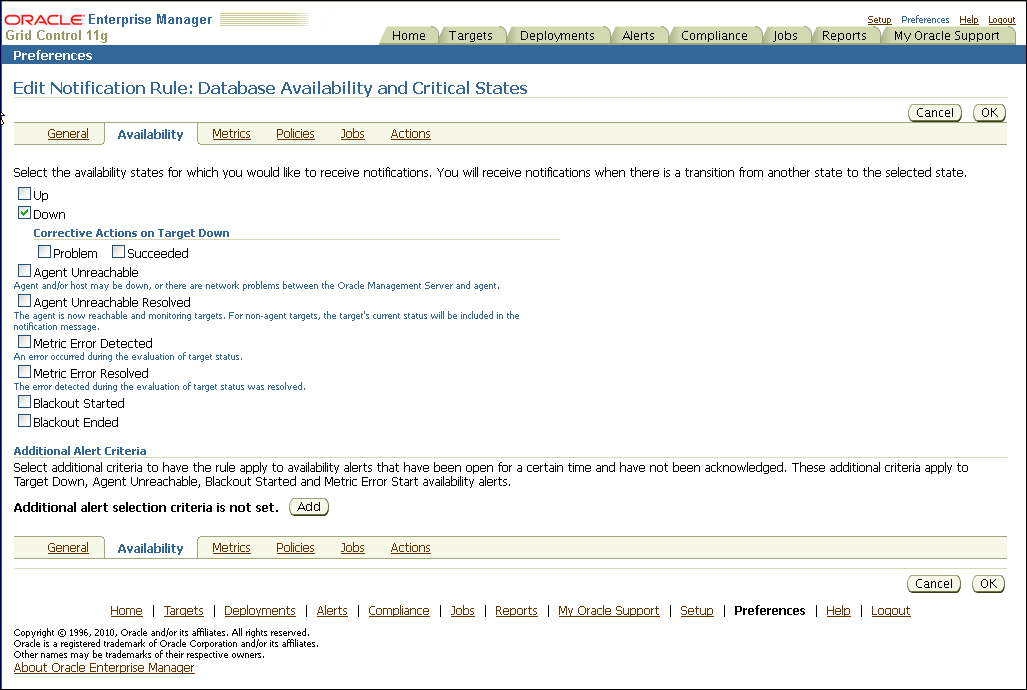 ORACLE Enterprise Manager
Grid Control 11g
Setup Preferences Help Logout
Home Targets Deployments Alerts Compliance Jobs Reports My Oracle Support
Preferences
Edit Notification Rule: Database Availability and Critical States
Cancel OK
General Availability Metrics Policies Jobs Actions
Select the availability states for which you would like to receive notifications. You will receive notifications when there is a transition from another state to the selected state.
Up
Down
Corrective Actions on Target Down
Problem Succeeded
Agent Unreachable
Agent and/or host may be down, or there are network problems between the Oracle Management Server and agent.
Agent Unreachable Resolved
The agent is now reachable and monitoring targets. For non-agent targets, the target's current status will be included in the
notification message.
Metric Error Detected
An error occurred during the evaluation of target status.
Metric Error Resolved
The error detected during the evaluation of target status was resolved.
Blackout Started
Blackout Ended
Additional Alert Criteria
Select additional criteria to have the rule apply to availability alerts that have been open for a certain time and have not been acknowledged. These additional criteria apply to
Target Down, Agent Unreachable, Blackout Started and Metric Error Start availability alerts.
Additional alert selection criteria is not set. Add
General Availability Metrics Policies Jobs Actions
Cancel OK
Home | Targets | Deployments | Alerts | Compliance | Jobs | Reports | My Oracle Support | Setup | Preferences | Help | Logout
Copyright © 1996, 2010, Oracle and/or its affiliates. All rights reserved.
Oracle is a registered trademark of Oracle Corporation and/or its affiliates.
Other names may be trademarks of their respective owners.
About Oracle Enterprise Manager